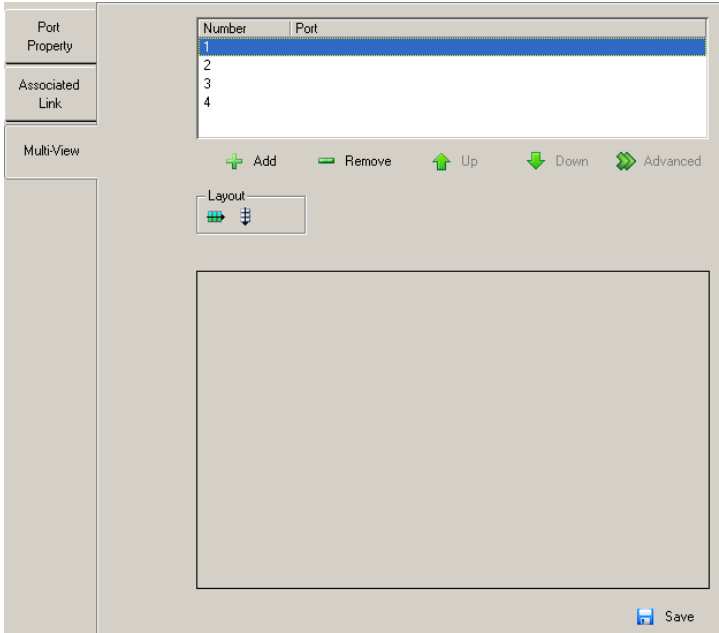 Port
Property
Associated
Link
Multi-View
Number Port
1
2
3
4
Add Remove Up Down Advanced
Layout
Save